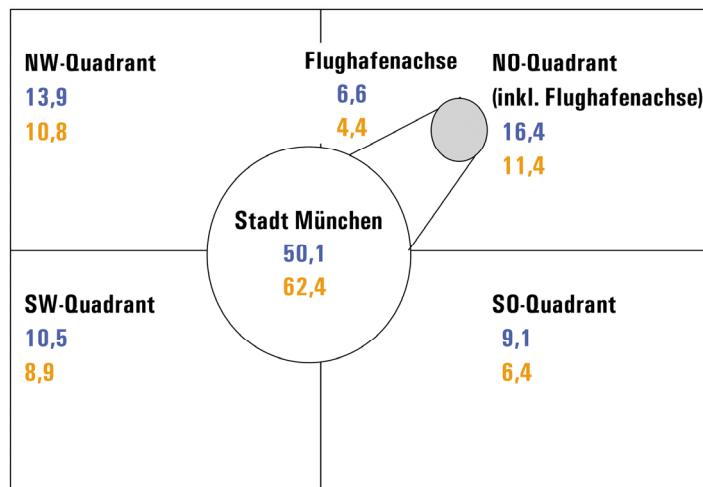 NW-Quadrant
13,9
10,8
Flughafenachse
6,6
4,4
NO-Quadrant
(inkl. Flughafenachse)
16,4
11,4
Stadt München
50,1
62,4
SW-Quadrant
10,5
8,9
SO-Quadrant
9,1
6,4